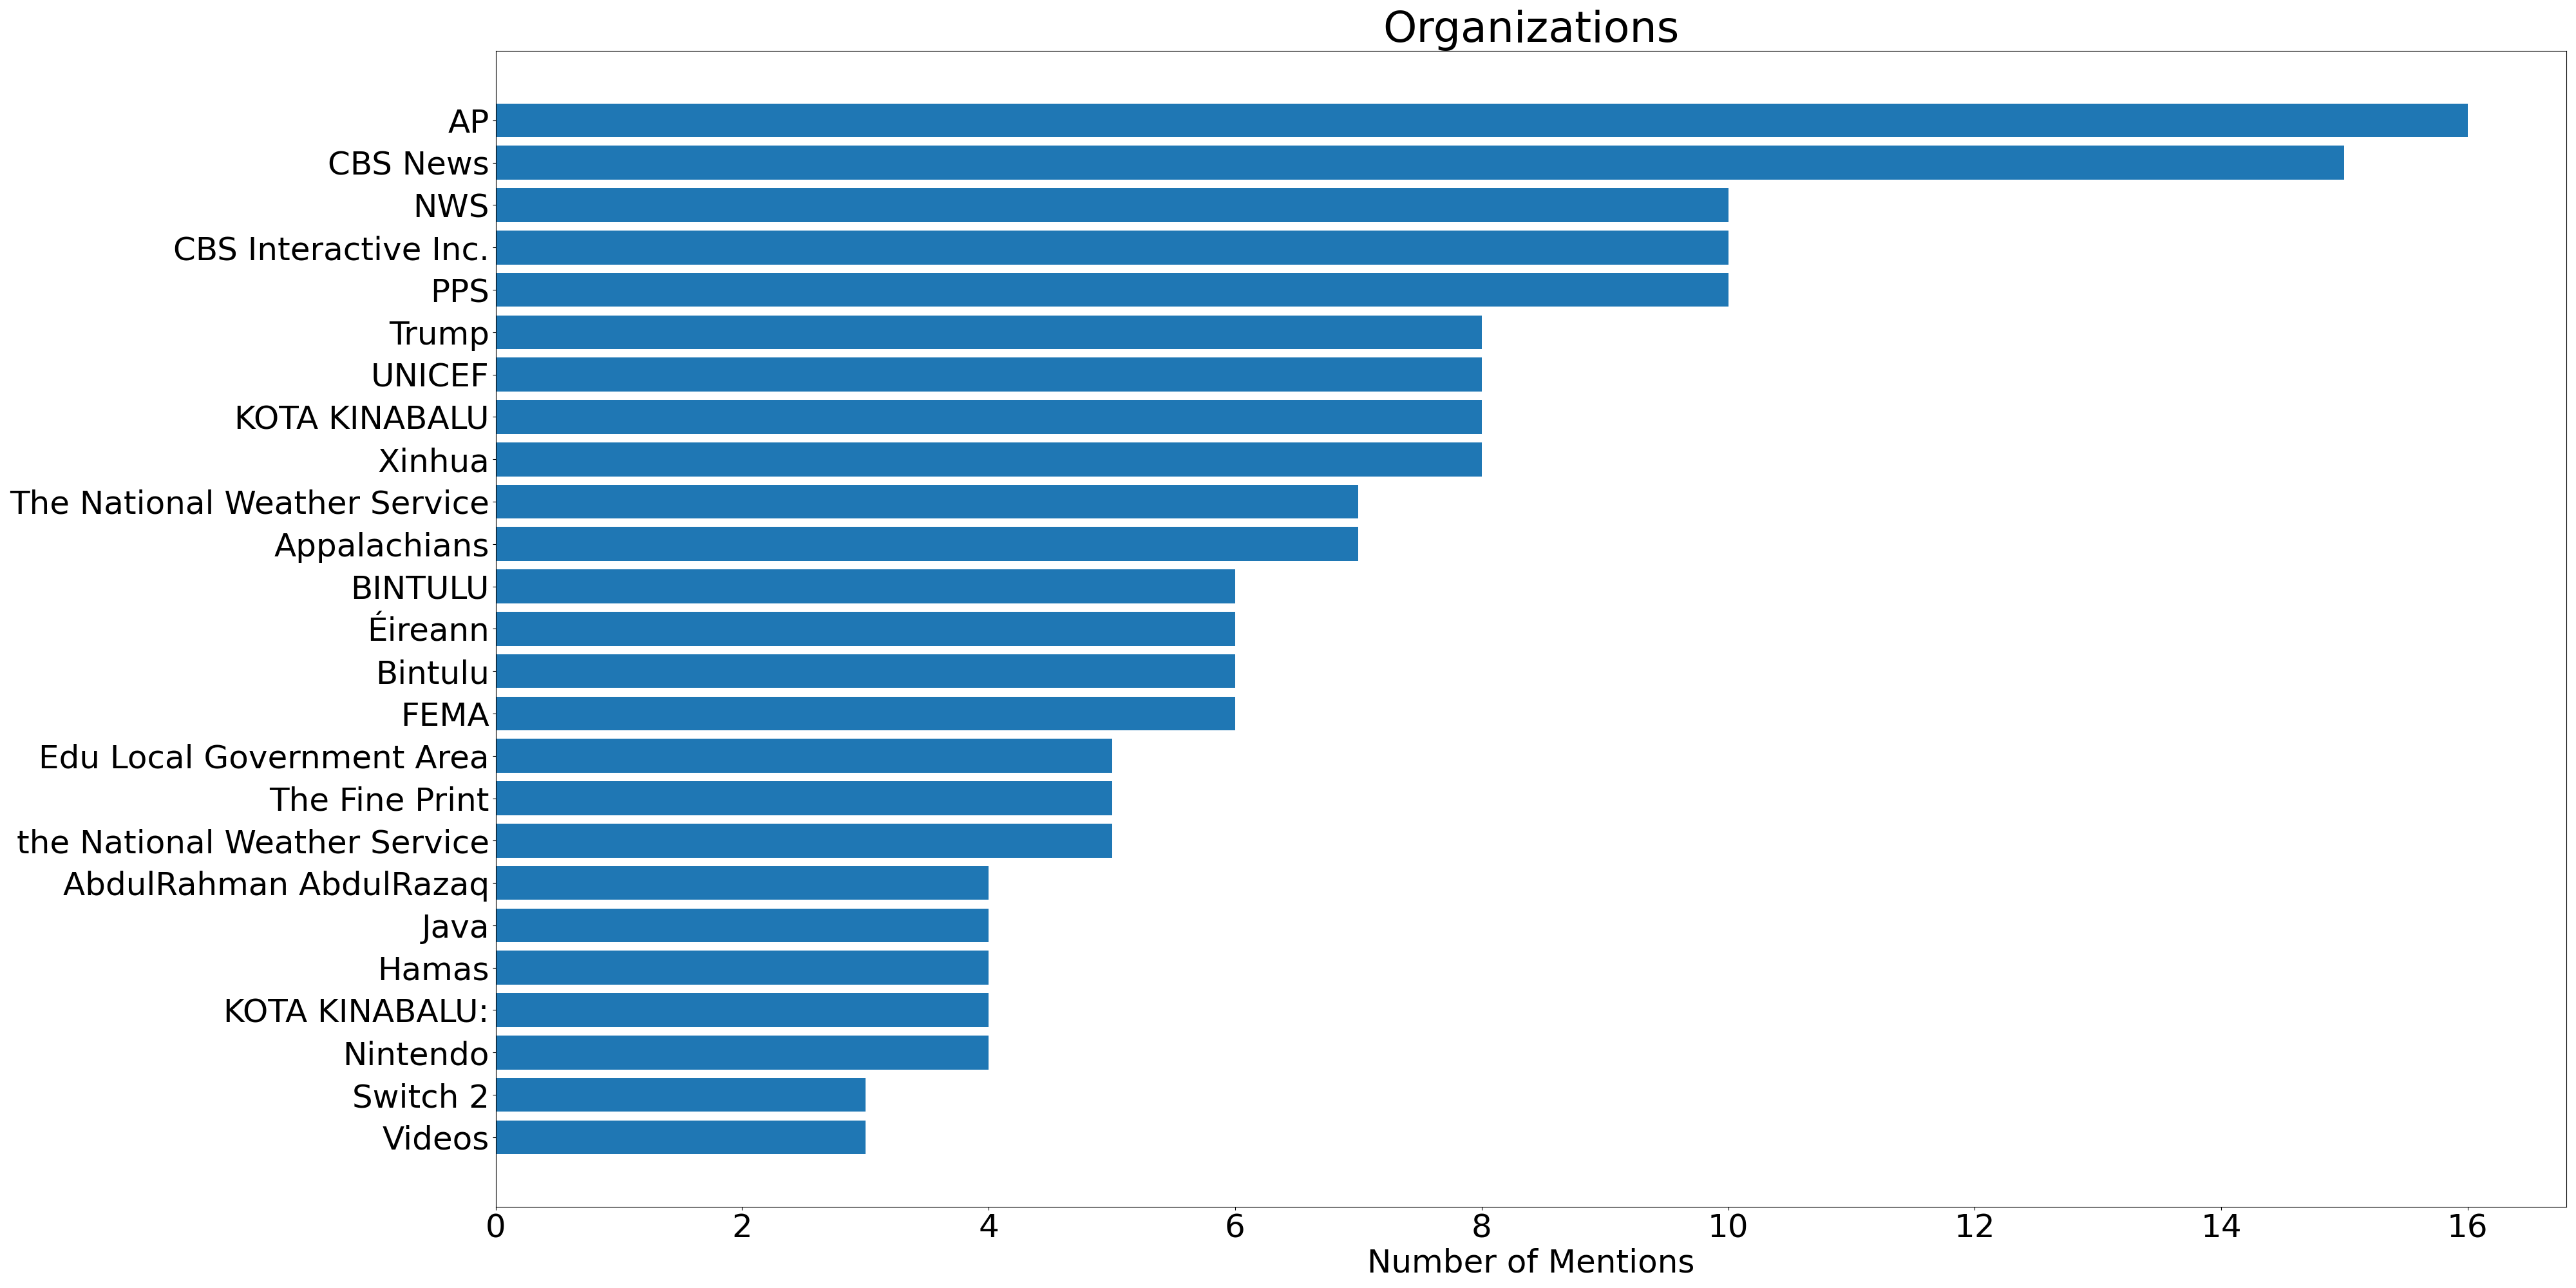 Organizations
AP
CBS News
NWS
CBS Interactive Inc.
PPS
Trump
UNICEF
KOTA KINABALU
Xinhua
The National Weather Service
Appalachians
BINTULU
Éireann
Bintulu
FEMA
Edu Local Government Area
The Fine Print
the National Weather Service
AbdulRahman AbdulRazaq
Java
Hamas
KOTA KINABALU:
Nintendo
Switch 2
Videos
0 2 4 6 8 10 12 14 16
Number of Mentions